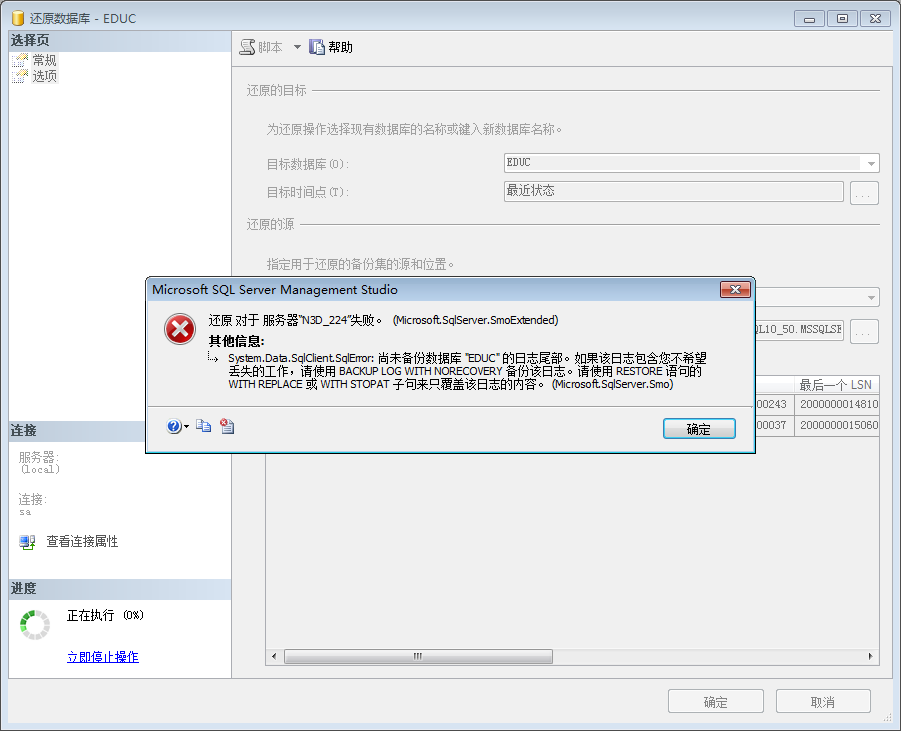 还原数据库 - EDUC
选择页
常规
选项
脚本
帮助
还原的目标
为还原操作选择现有数据库的名称或键入新数据库名称。
目标数据库(O):
EDUC
目标时间点(T):
最近状态
...
还原的源
指定用于还原的备份集的源和位置。
QL10_50.MSSQLSE
...
最后一个 LSN
00243
2000000014810
00037
2000000015060
Microsoft SQL Server Management Studio
还原 对于 服务器“N3D_224”失败。 (Microsoft.SqlServer.SmoExtended)
其他信息:
System.Data.SqlClient.SqlError: 尚未备份数据库 "EDUC" 的日志尾部。如果该日志包含您不希望
丢失的工作，请使用 BACKUP LOG WITH NORECOVERY 备份该日志。请使用 RESTORE 语句的
WITH REPLACE 或 WITH STOPAT 子句来只覆盖该日志的内容。 (Microsoft.SqlServer.Smo)
确定
连接
服务器:
(local)
连接:
sa
查看连接属性
进度
正在执行 (0%)
立即停止操作
确定
取消